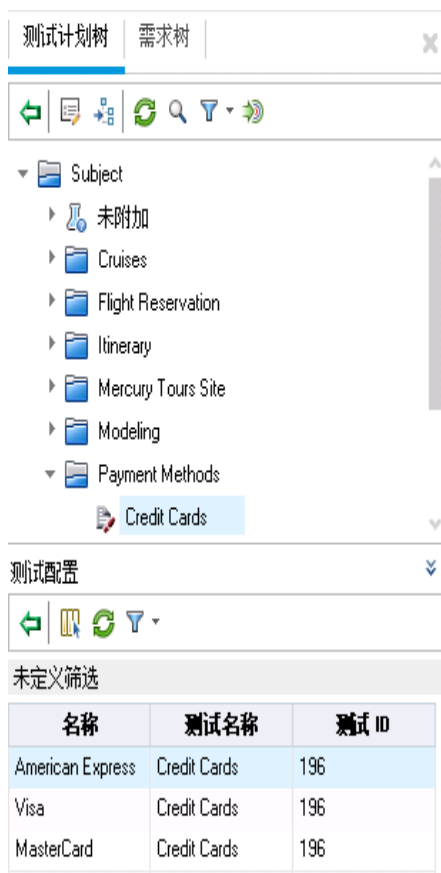 测试计划树 需求树
Subject
未附加
Cruises
Flight Reservation
Itinerary
Mercury Tours Site
Modeling
Payment Methods
Credit Cards
测试配置
未定义筛选
名称 测试名称 测试 ID
American Express Credit Cards 196
Visa Credit Cards 196
MasterCard Credit Cards 196